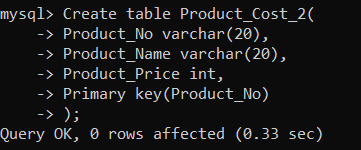 mysql> Create table Product_Cost_2(
-> Product_No varchar(20),
-> Product_Name varchar(20),
-> Product_Price int,
-> Primary key(Product_No)
-> );
Query OK, 0 rows affected (0.33 sec)